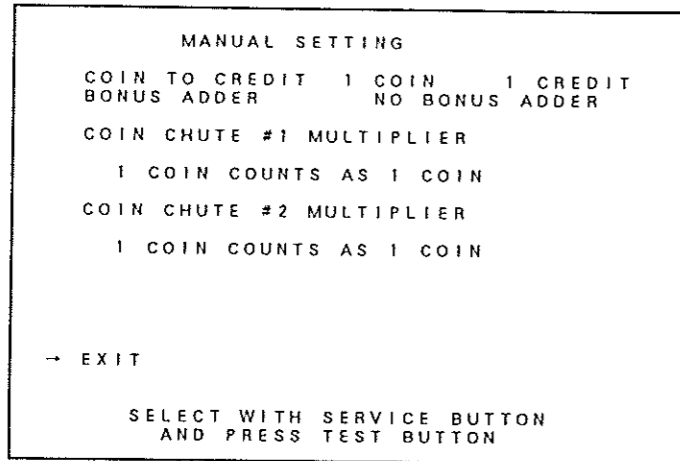 MANUAL SETTING
COIN TO CREDIT 1 COIN 1 CREDIT
BONUS ADDER NO BONUS ADDER
COIN CHUTE #1 MULTIPLIER
1 COIN COUNTS AS 1 COIN
COIN CHUTE #2 MULTIPLIER
1 COIN COUNTS AS 1 COIN
→ EXIT
SELECT WITH SERVICE BUTTON
AND PRESS TEST BUTTON